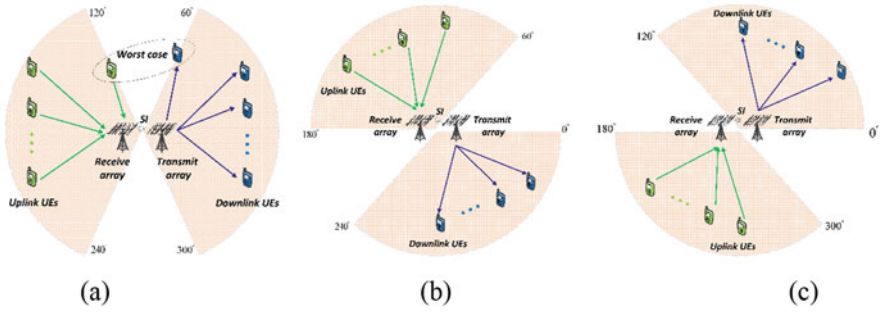 120°
60°
Worst case
SI
Receive
array
Transmit
array
Uplink UEs
Downlink UEs
240
300°
(a)
60°
Uplink UEs
Receive
array
SI
Transmit
array
180°
0°
240°
Downlink UEs
(b)
Downlink UEs
120°
Receive
array
SI
Transmit
array
180°
0°
300°
Uplink UEs
(c)